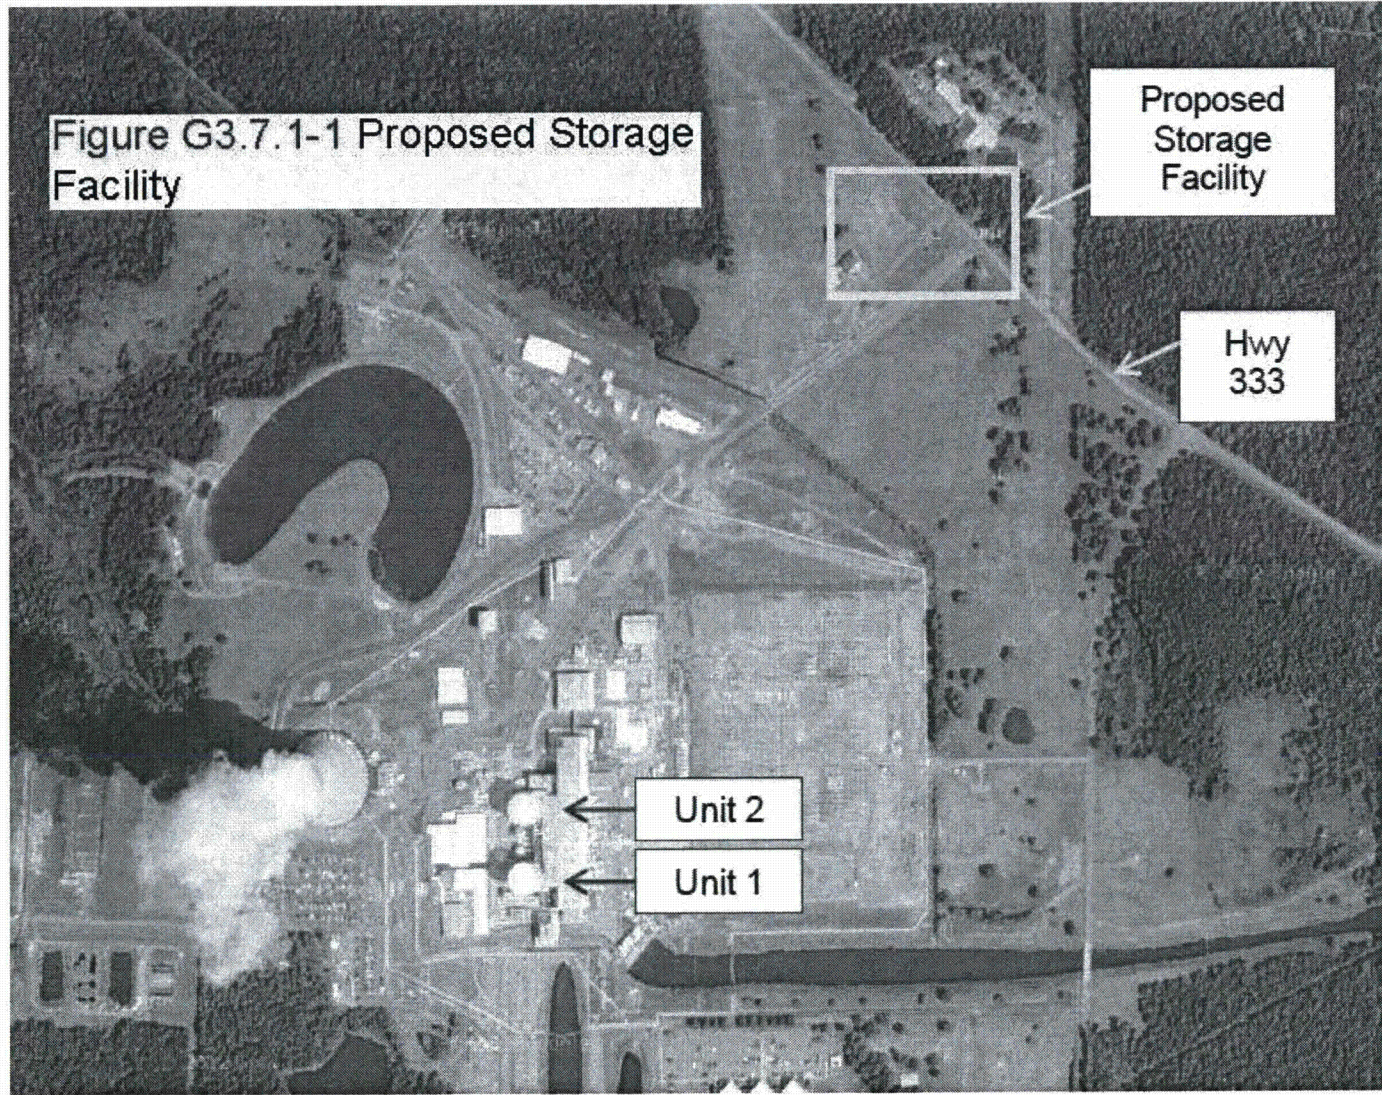 Figure G3.7.1-1 Proposed Storage
Facility
Proposed
Storage
Facility
Hwy
333
Unit 2
Unit 1